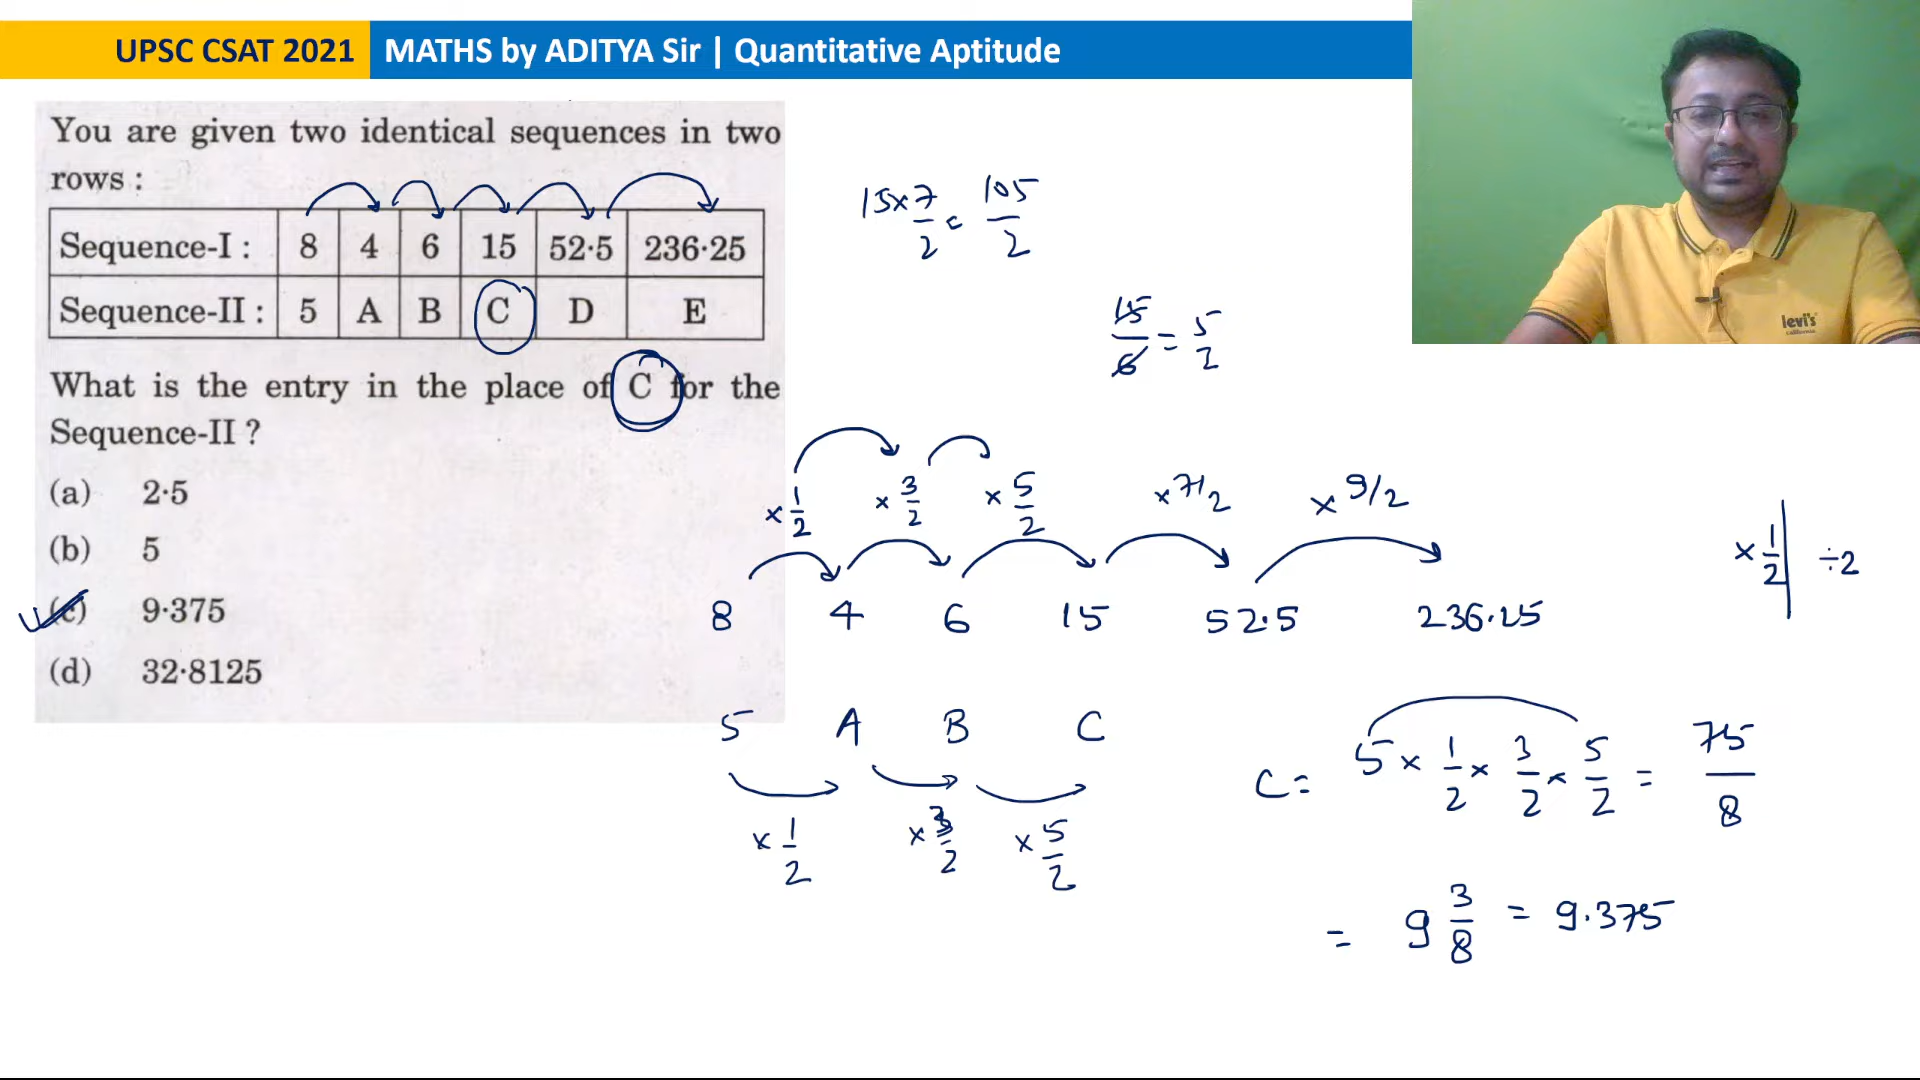 UPSC CSAT 2021 MATHS by ADITYA Sir | Quantitative Aptitude
You are given two identical sequences in two
rows :
Sequence-I : 8 4 6 15 52·5 236·25
Sequence-II : 5 A B C D E
What is the entry in the place of C for the
Sequence-II ?
(a) 2·5
(b) 5
(c) 9·375
(d) 32·8125
15×7/2 = 105/2
15/6 = 5/2
×1/2 ×3/2 ×5/2 ×7/2 ×9/2
8 4 6 15 52.5 236.25
×1/2 | ÷2
5 A B C
×1/2 ×3/2 ×5/2
C = 5×1/2×3/2×5/2 = 75/8
= 9 3/8 = 9.375
levi's